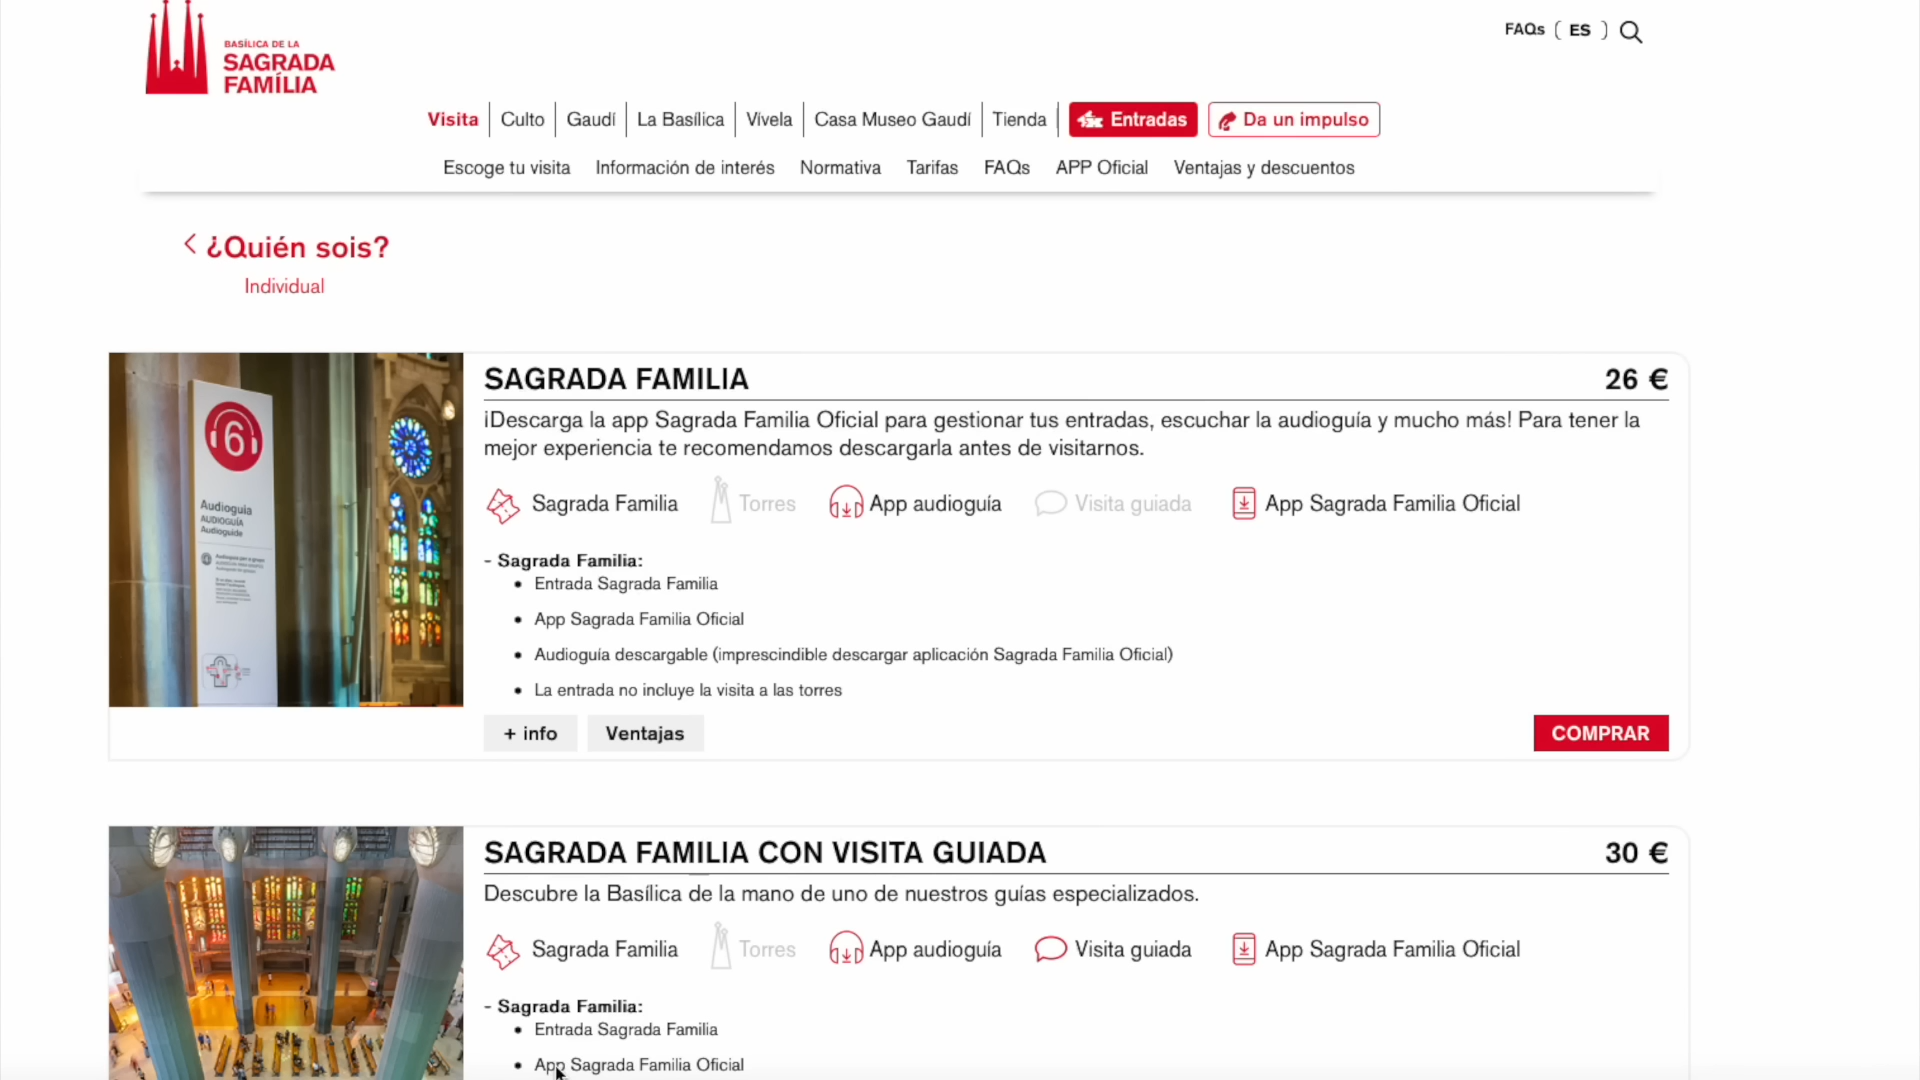 BASÍLICA DE LA
SAGRADA
FAMÍLIA
FAQs ( ES )
Visita Culto Gaudí La Basílica Vívela Casa Museo Gaudí Tienda Entradas Da un impulso
Escoge tu visita Información de interés Normativa Tarifas FAQs APP Oficial Ventajas y descuentos
¿Quién sois?
Individual
6
Audioguia
AUDIOGUÍA
Audioguide
SAGRADA FAMILIA 26 €
¡Descarga la app Sagrada Familia Oficial para gestionar tus entradas, escuchar la audioguía y mucho más! Para tener la
mejor experiencia te recomendamos descargarla antes de visitarnos.
Sagrada Familia Torres App audioguía Visita guiada App Sagrada Familia Oficial
- Sagrada Familia:
• Entrada Sagrada Familia
• App Sagrada Familia Oficial
• Audioguía descargable (imprescindible descargar aplicación Sagrada Familia Oficial)
• La entrada no incluye la visita a las torres
+ info Ventajas COMPRAR
SAGRADA FAMILIA CON VISITA GUIADA 30 €
Descubre la Basílica de la mano de uno de nuestros guías especializados.
Sagrada Familia Torres App audioguía Visita guiada App Sagrada Familia Oficial
- Sagrada Familia:
• Entrada Sagrada Familia
• App Sagrada Familia Oficial